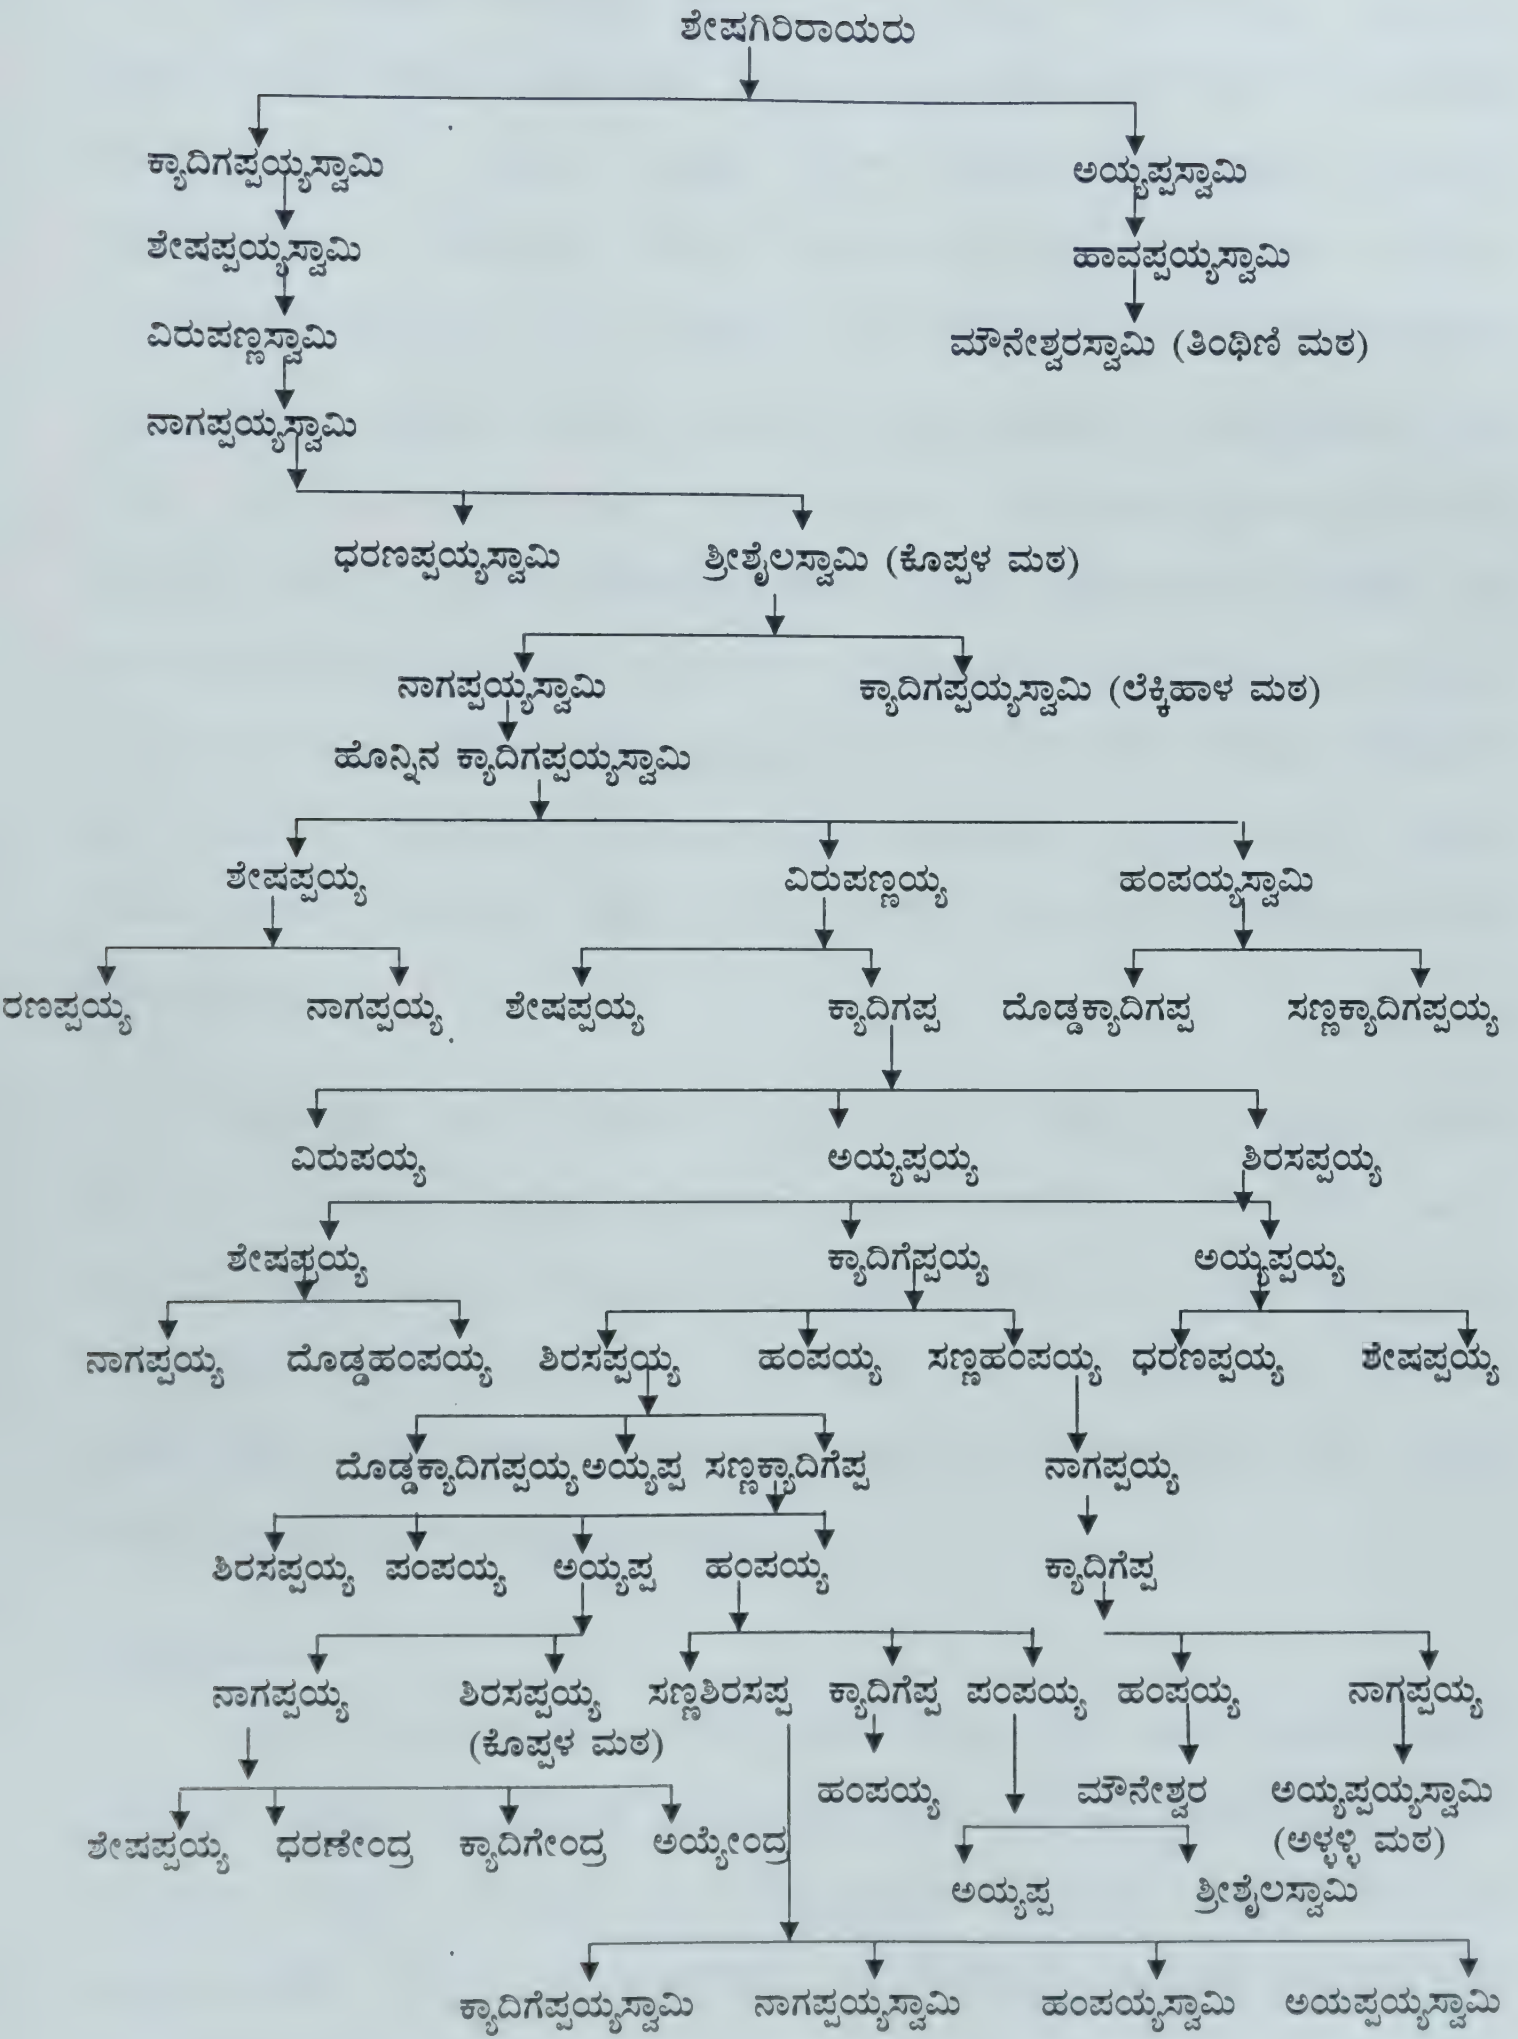 ಶೇಷಗಿರಿರಾಯರು
ಕ್ಯಾದಿಗಪ್ಪಯ್ಯಸ್ವಾಮಿ ಅಯ್ಯಪ್ಪಸ್ವಾಮಿ
ಶೇಷಪ್ಪಯ್ಯಸ್ವಾಮಿ ಹಾವಪ್ಪಯ್ಯಸ್ವಾಮಿ
ವಿರುಪಣ್ಣಸ್ವಾಮಿ ಮೌನೇಶ್ವರಸ್ವಾಮಿ (ತಿಂಥಿಣಿ ಮಠ)
ನಾಗಪ್ಪಯ್ಯಸ್ವಾಮಿ
ಧರಣಪ್ಪಯ್ಯಸ್ವಾಮಿ ಶ್ರೀಶೈಲಸ್ವಾಮಿ (ಕೊಪ್ಪಳ ಮಠ)
ನಾಗಪ್ಪಯ್ಯಸ್ವಾಮಿ ಕ್ಯಾದಿಗಪ್ಪಯ್ಯಸ್ವಾಮಿ (ಲೆಕ್ಕಿಹಾಳ ಮಠ)
ಹೊನ್ನಿನ ಕ್ಯಾದಿಗಪ್ಪಯ್ಯಸ್ವಾಮಿ
ಶೇಷಪ್ಪಯ್ಯ ವಿರುಪಣ್ಣಯ್ಯ ಹಂಪಯ್ಯಸ್ವಾಮಿ
ರಣಪ್ಪಯ್ಯ ನಾಗಪ್ಪಯ್ಯ ಶೇಷಪ್ಪಯ್ಯ ಕ್ಯಾದಿಗಪ್ಪ ದೊಡ್ಡಕ್ಯಾದಿಗಪ್ಪ ಸಣ್ಣಕ್ಯಾದಿಗಪ್ಪಯ್ಯ
ವಿರುಪಯ್ಯ ಅಯ್ಯಪ್ಪಯ್ಯ ಶಿರಸಪ್ಪಯ್ಯ
ಶೇಷಪ್ಪಯ್ಯ ಕ್ಯಾದಿಗೆಪ್ಪಯ್ಯ ಅಯ್ಯಪ್ಪಯ್ಯ
ನಾಗಪ್ಪಯ್ಯ ದೊಡ್ಡಹಂಪಯ್ಯ ಶಿರಸಪ್ಪಯ್ಯ ಹಂಪಯ್ಯ ಸಣ್ಣಹಂಪಯ್ಯ ಧರಣಪ್ಪಯ್ಯ ಶೇಷಪ್ಪಯ್ಯ
ದೊಡ್ಡಕ್ಯಾದಿಗಪ್ಪಯ್ಯ ಅಯ್ಯಪ್ಪ ಸಣ್ಣಕ್ಯಾದಿಗೆಪ್ಪ ನಾಗಪ್ಪಯ್ಯ
ಶಿರಸಪ್ಪಯ್ಯ ಪಂಪಯ್ಯ ಅಯ್ಯಪ್ಪ ಹಂಪಯ್ಯ ಕ್ಯಾದಿಗೆಪ್ಪ
ನಾಗಪ್ಪಯ್ಯ ಶಿರಸಪ್ಪಯ್ಯ ಸಣ್ಣಶಿರಸಪ್ಪ ಕ್ಯಾದಿಗೆಪ್ಪ ಪಂಪಯ್ಯ ಹಂಪಯ್ಯ ನಾಗಪ್ಪಯ್ಯ
(ಕೊಪ್ಪಳ ಮಠ)
ಹಂಪಯ್ಯ ಮೌನೇಶ್ವರ ಅಯ್ಯಪ್ಪಯ್ಯಸ್ವಾಮಿ
ಶೇಷಪ್ಪಯ್ಯ ಧರಣೇಂದ್ರ ಕ್ಯಾದಿಗೇಂದ್ರ ಅಯ್ಯೇಂದ್ರ (ಅಳ್ಳಳ್ಳಿ ಮಠ)
ಅಯ್ಯಪ್ಪ ಶ್ರೀಶೈಲಸ್ವಾಮಿ
ಕ್ಯಾದಿಗೆಪ್ಪಯ್ಯಸ್ವಾಮಿ ನಾಗಪ್ಪಯ್ಯಸ್ವಾಮಿ ಹಂಪಯ್ಯಸ್ವಾಮಿ ಅಯಪ್ಪಯ್ಯಸ್ವಾಮಿ